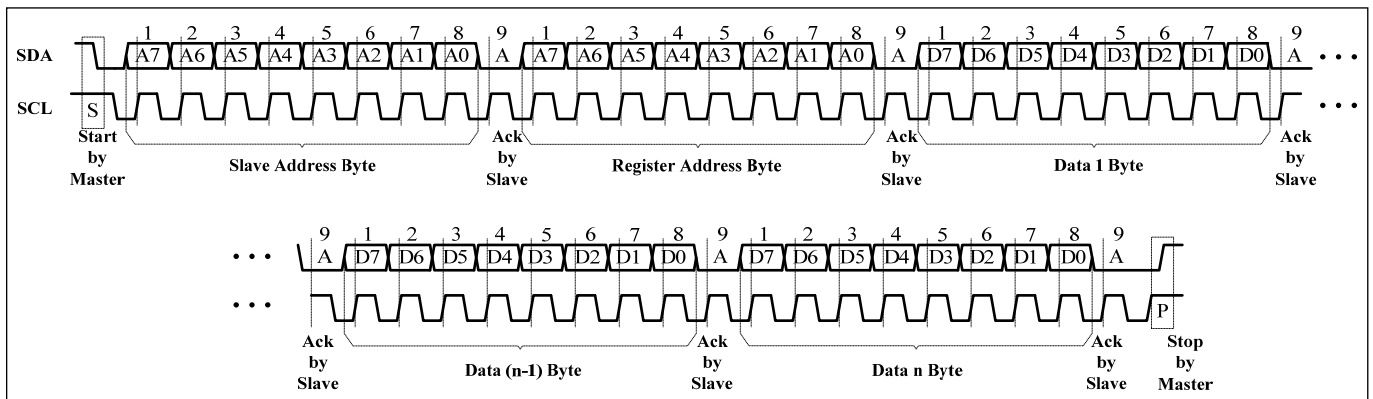 1 2 3 4 5 6 7 8 9 1 2 3 4 5 6 7 8 9 1 2 3 4 5 6 7 8 9
SDA A7 A6 A5 A4 A3 A2 A1 A0 A A7 A6 A5 A4 A3 A2 A1 A0 A D7 D6 D5 D4 D3 D2 D1 D0 A • • •
SCL S • • •
Start by Master
Slave Address Byte
Ack by Slave
Register Address Byte
Ack by Slave
Data 1 Byte
Ack by Slave
9 1 2 3 4 5 6 7 8 9 1 2 3 4 5 6 7 8 9
• • • A D7 D6 D5 D4 D3 D2 D1 D0 A D7 D6 D5 D4 D3 D2 D1 D0 A
• • • P
Ack by Slave
Data (n-1) Byte
Ack by Slave
Data n Byte
Ack by Slave
Stop by Master